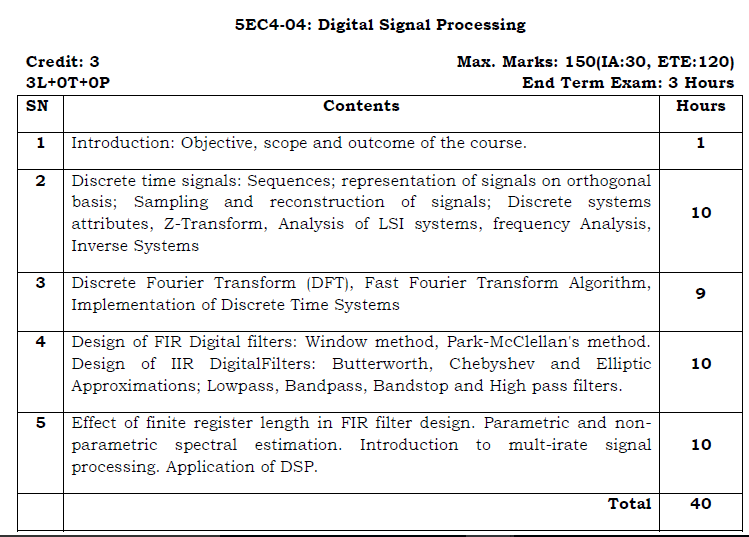 5EC4-04: Digital Signal Processing
Credit: 3 Max. Marks: 150(IA:30, ETE:120)
3L+0T+0P End Term Exam: 3 Hours
SN Contents Hours
1 Introduction: Objective, scope and outcome of the course. 1
2 Discrete time signals: Sequences; representation of signals on orthogonal
basis; Sampling and reconstruction of signals; Discrete systems
attributes, Z-Transform, Analysis of LSI systems, frequency Analysis,
Inverse Systems
10
3 Discrete Fourier Transform (DFT), Fast Fourier Transform Algorithm,
Implementation of Discrete Time Systems
9
4 Design of FIR Digital filters: Window method, Park-McClellan's method.
Design of IIR DigitalFilters: Butterworth, Chebyshev and Elliptic
Approximations; Lowpass, Bandpass, Bandstop and High pass filters.
10
5 Effect of finite register length in FIR filter design. Parametric and non-
parametric spectral estimation. Introduction to mult-irate signal
processing. Application of DSP.
10
Total 40